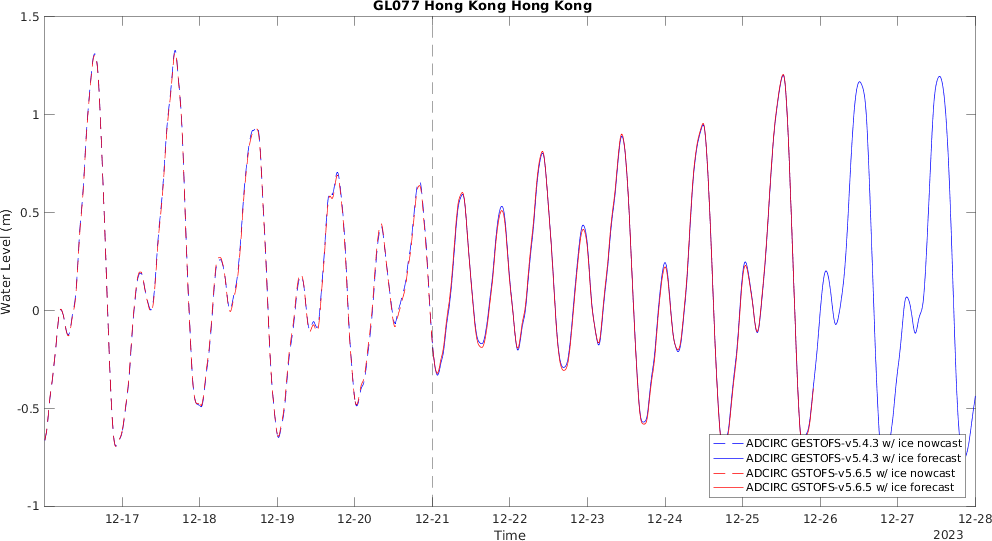 GL077 Hong Kong Hong Kong
1.5
1
0.5
0
-0.5
-1
Water Level (m)
ADCIRC GESTOFS-v5.4.3 w/ ice nowcast
ADCIRC GESTOFS-v5.4.3 w/ ice forecast
ADCIRC GSTOFS-v5.6.5 w/ ice nowcast
ADCIRC GSTOFS-v5.6.5 w/ ice forecast
12-17 12-18 12-19 12-20 12-21 12-22 12-23 12-24 12-25 12-26 12-27 12-28
Time
2023